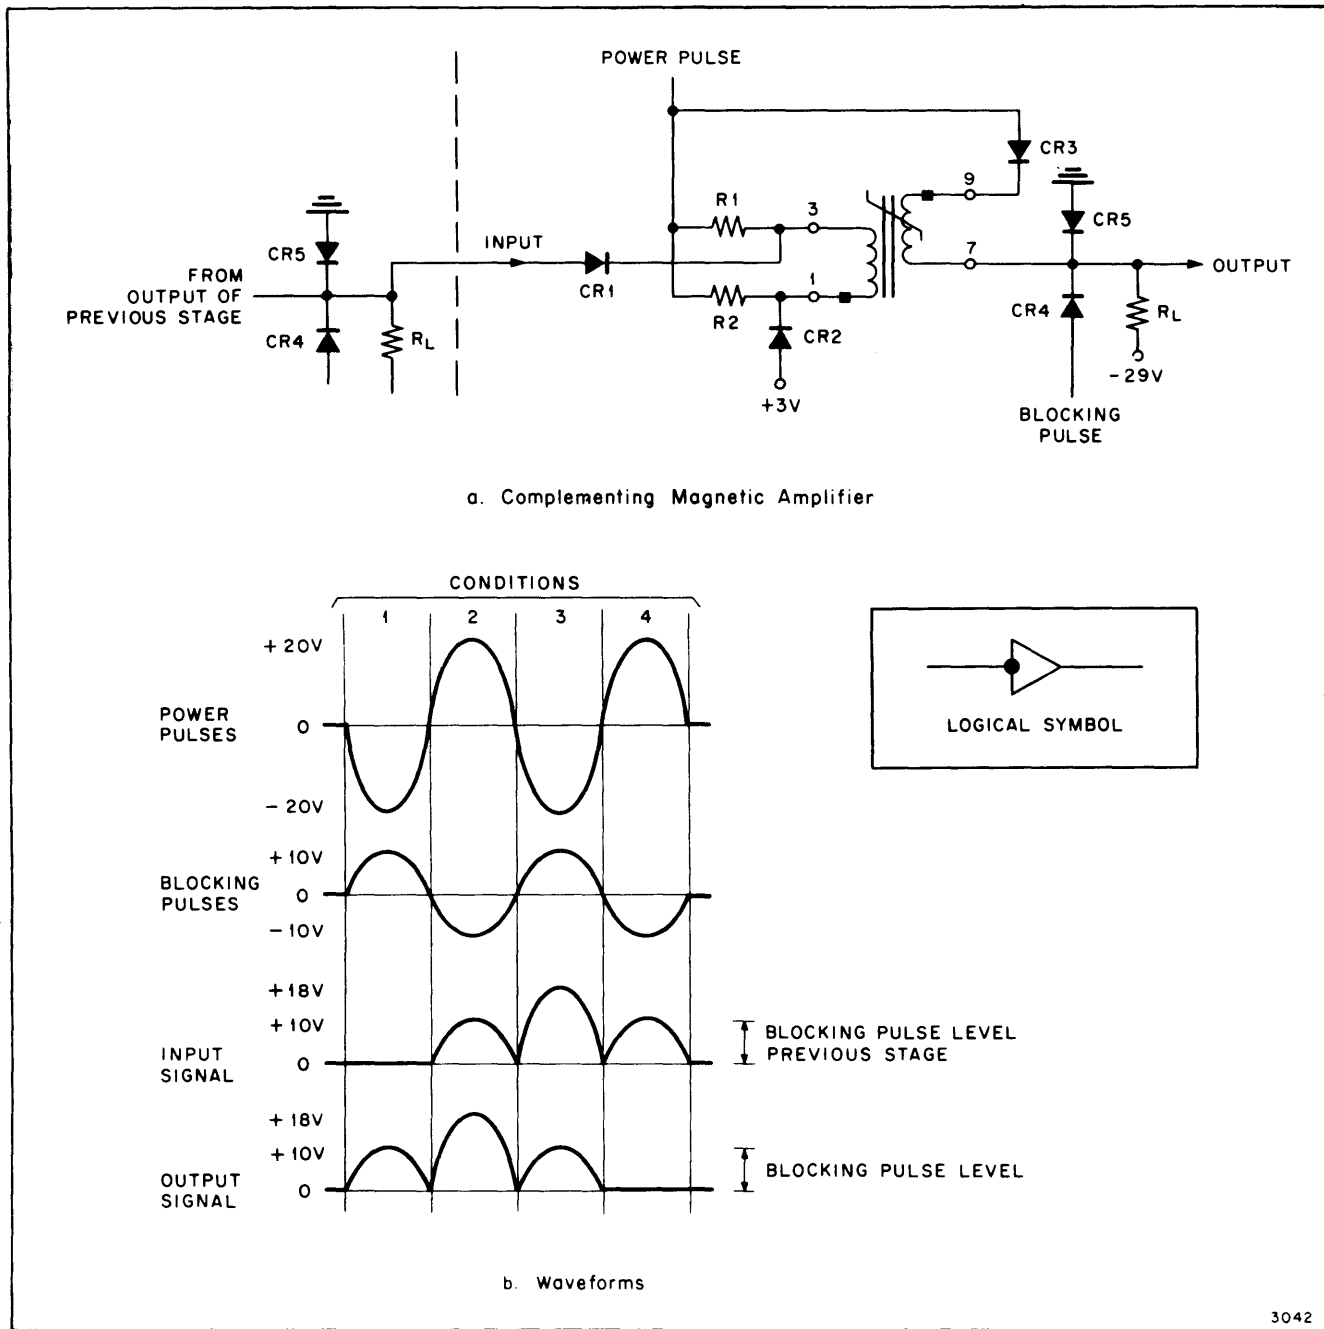 POWER PULSE
CR3
9
R1
3
CR5
CR5
INPUT
7
FROM
OUTPUT OF
PREVIOUS STAGE
CR1
OUTPUT
1
R2
CR4
RL
CR2
CR4
RL
-29V
+3V
BLOCKING
PULSE
a. Complementing Magnetic Amplifier
CONDITIONS
1 2 3 4
+20V
POWER
PULSES
0
-20V
LOGICAL SYMBOL
+10V
BLOCKING
PULSES
0
-10V
+18V
+10V
INPUT
SIGNAL
0
BLOCKING PULSE LEVEL
PREVIOUS STAGE
+18V
+10V
OUTPUT
SIGNAL
0
BLOCKING PULSE LEVEL
b. Waveforms
3042